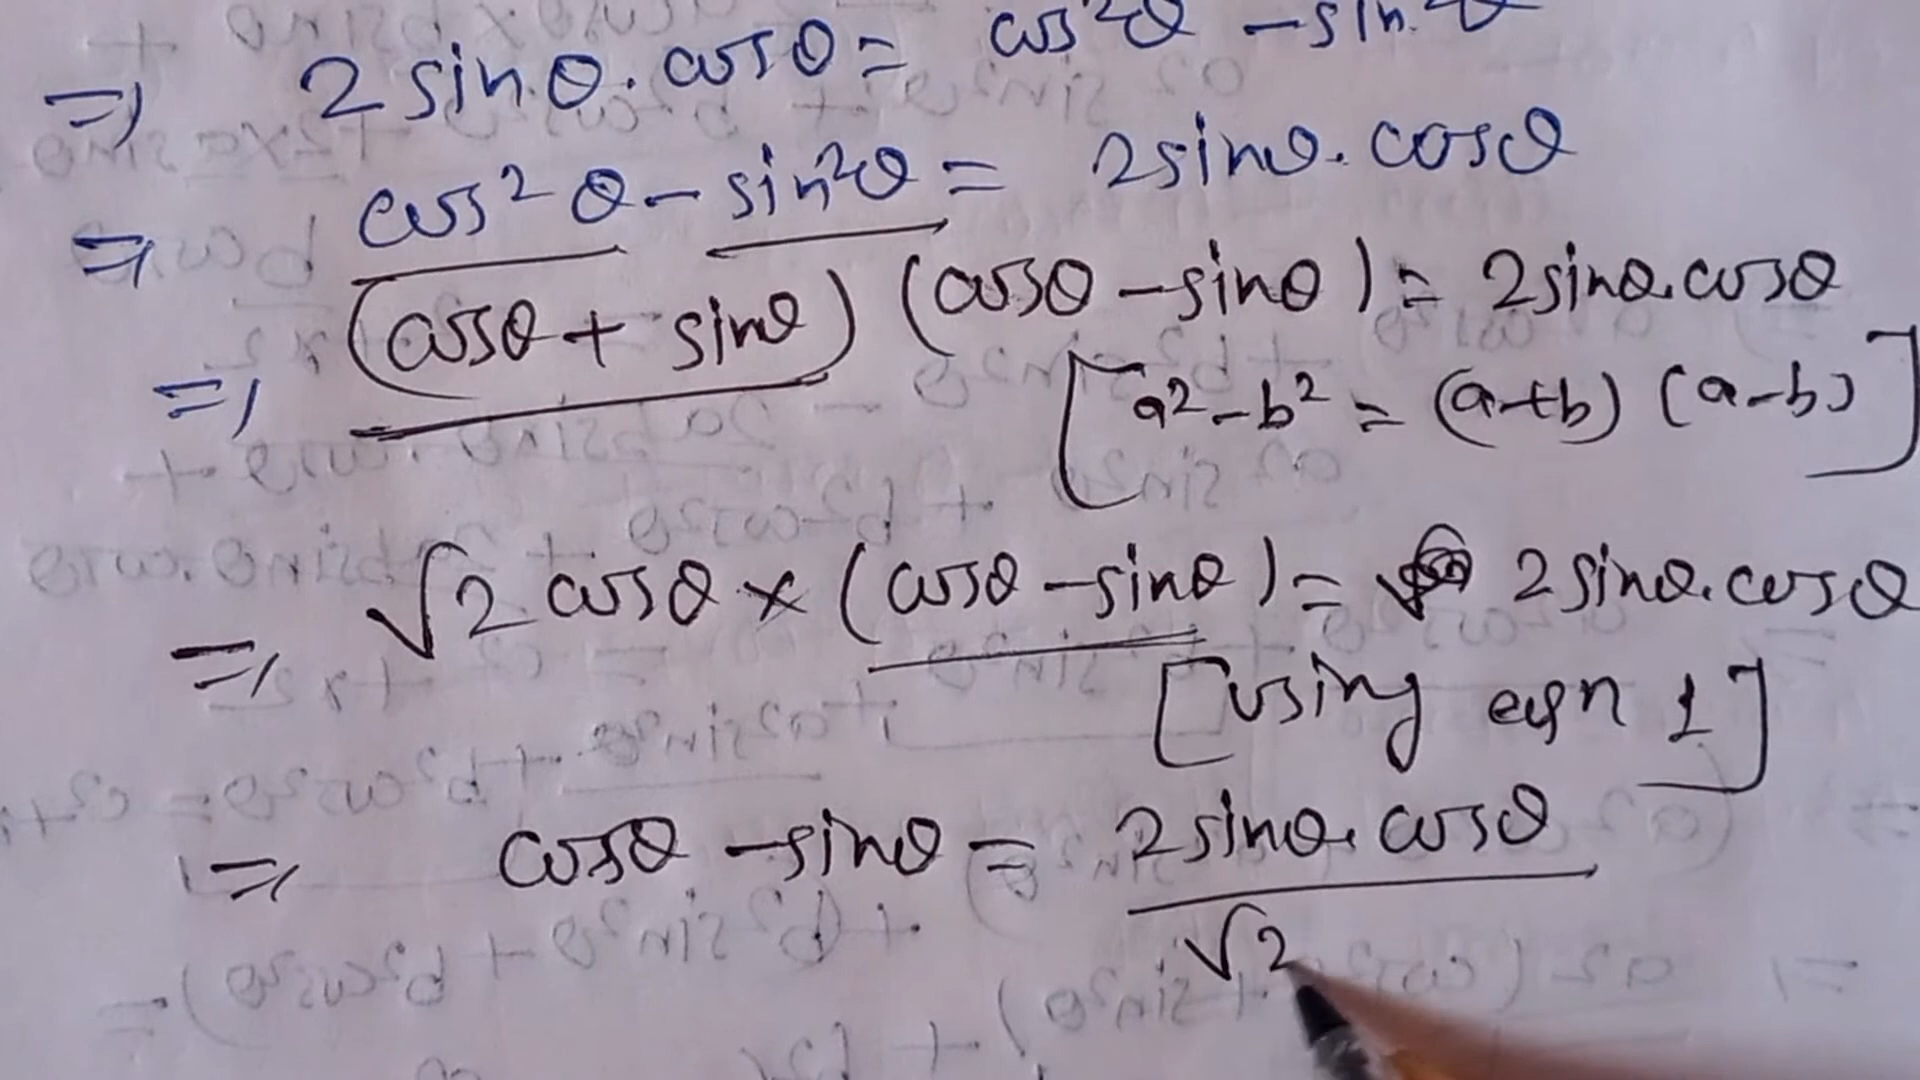 => 2 sinθ. cosθ = cos²θ - sin²θ
=> cos²θ - sin²θ = 2sinθ. cosθ
=> (cosθ + sinθ) (cosθ - sinθ) = 2sinθ. cosθ
[a² - b² = (a+b) (a-b)]
=> √2 cosθ × (cosθ - sinθ) = 2sinθ. cosθ
[using eqn 1]
=> cosθ - sinθ = 2sinθ. cosθ
√2